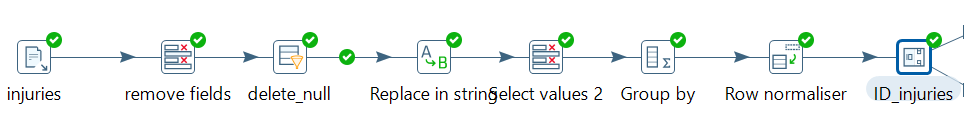 injuries
remove fields
delete_null
Replace in string
Select values 2
Group by
Row normaliser
ID_injuries